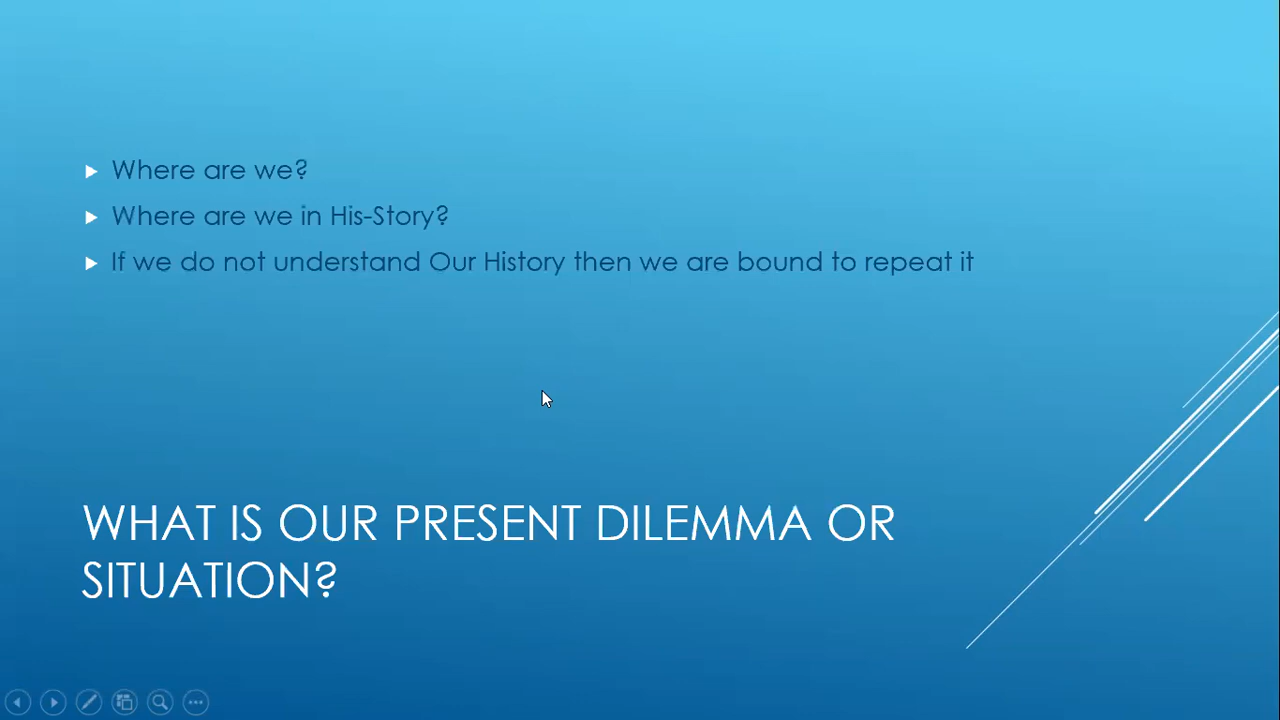 Where are we?
Where are we in His-Story?
If we do not understand Our History then we are bound to repeat it
WHAT IS OUR PRESENT DILEMMA OR
SITUATION?